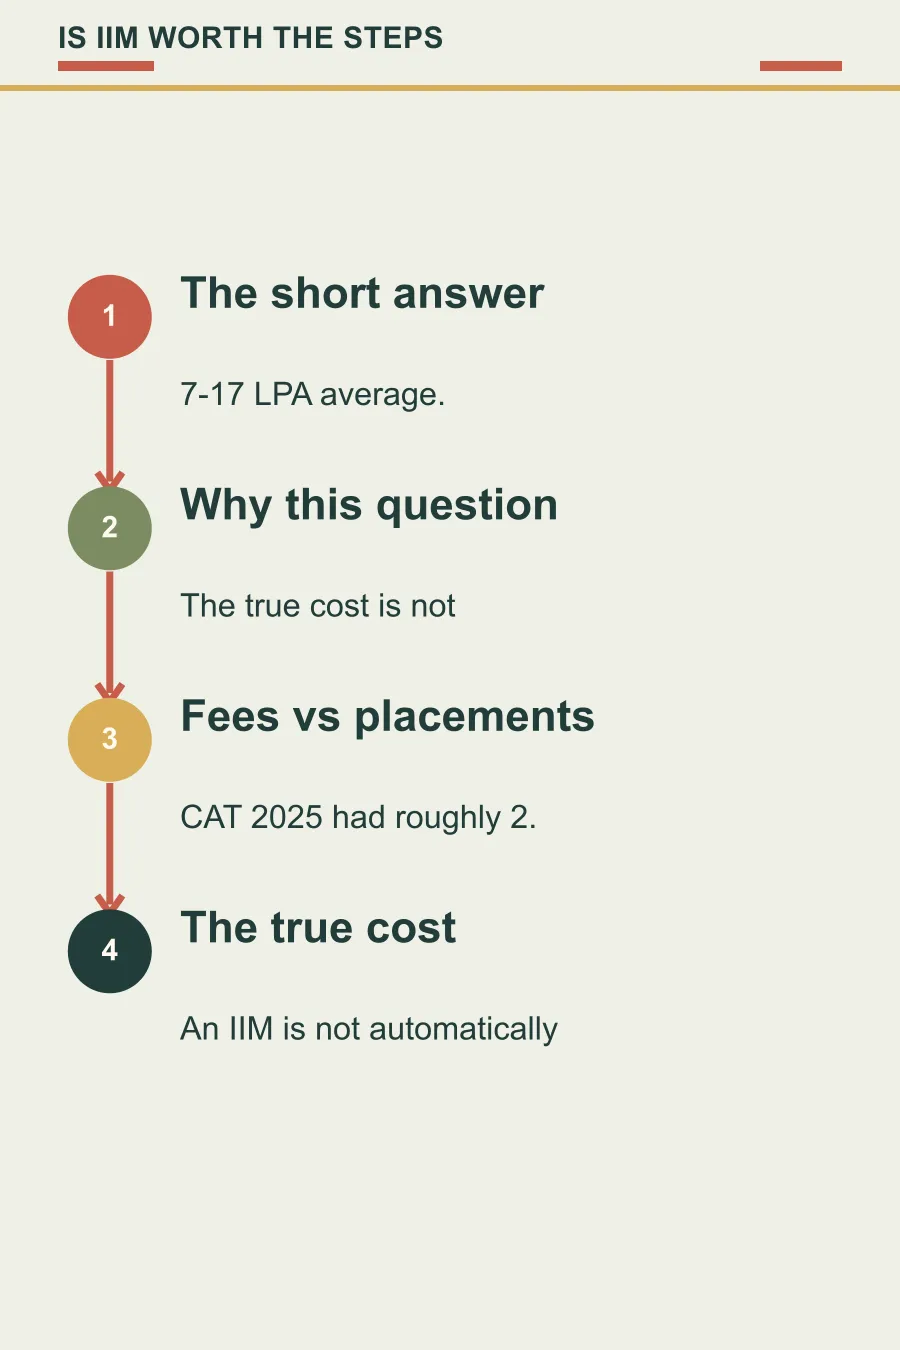 IS IIM WORTH THE STEPS
1
The short answer
7-17 LPA average.
2
Why this question
The true cost is not
3
Fees vs placements
CAT 2025 had roughly 2.
4
The true cost
An IIM is not automatically